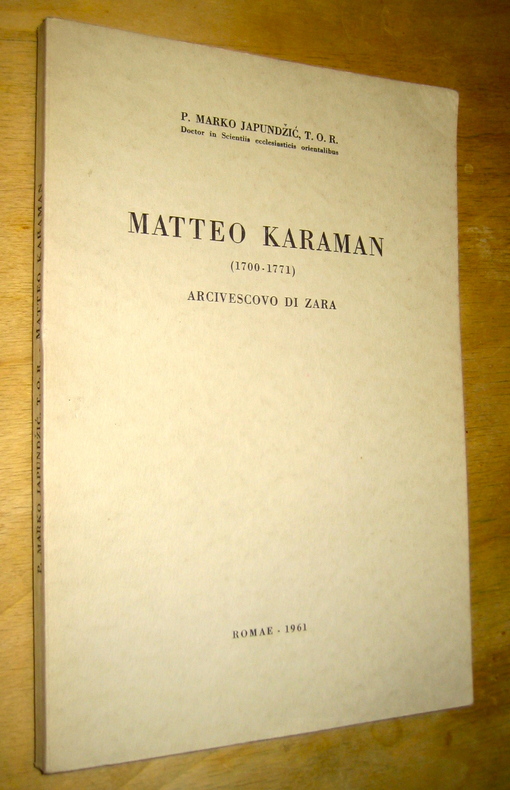 P. MARKO JAPUNDŽIĆ, T. O. R.
Doctor in Scientiis ecclesiasticis orientalibus
MATTEO KARAMAN
(1700-1771)
ARCIVESCOVO DI ZARA
ROMAE - 1961
P. MARKO JAPUNDŽIĆ, T. O. R. - MATTEO KARAMAN